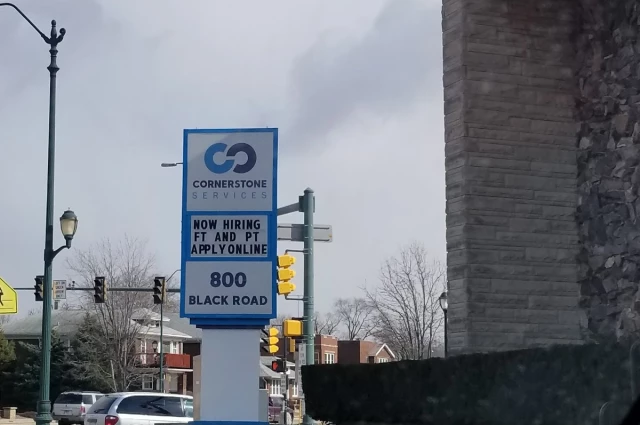 CORNERSTONE
SERVICES
NOW HIRING
FT AND PT
APPLY ONLINE
800
BLACK ROAD